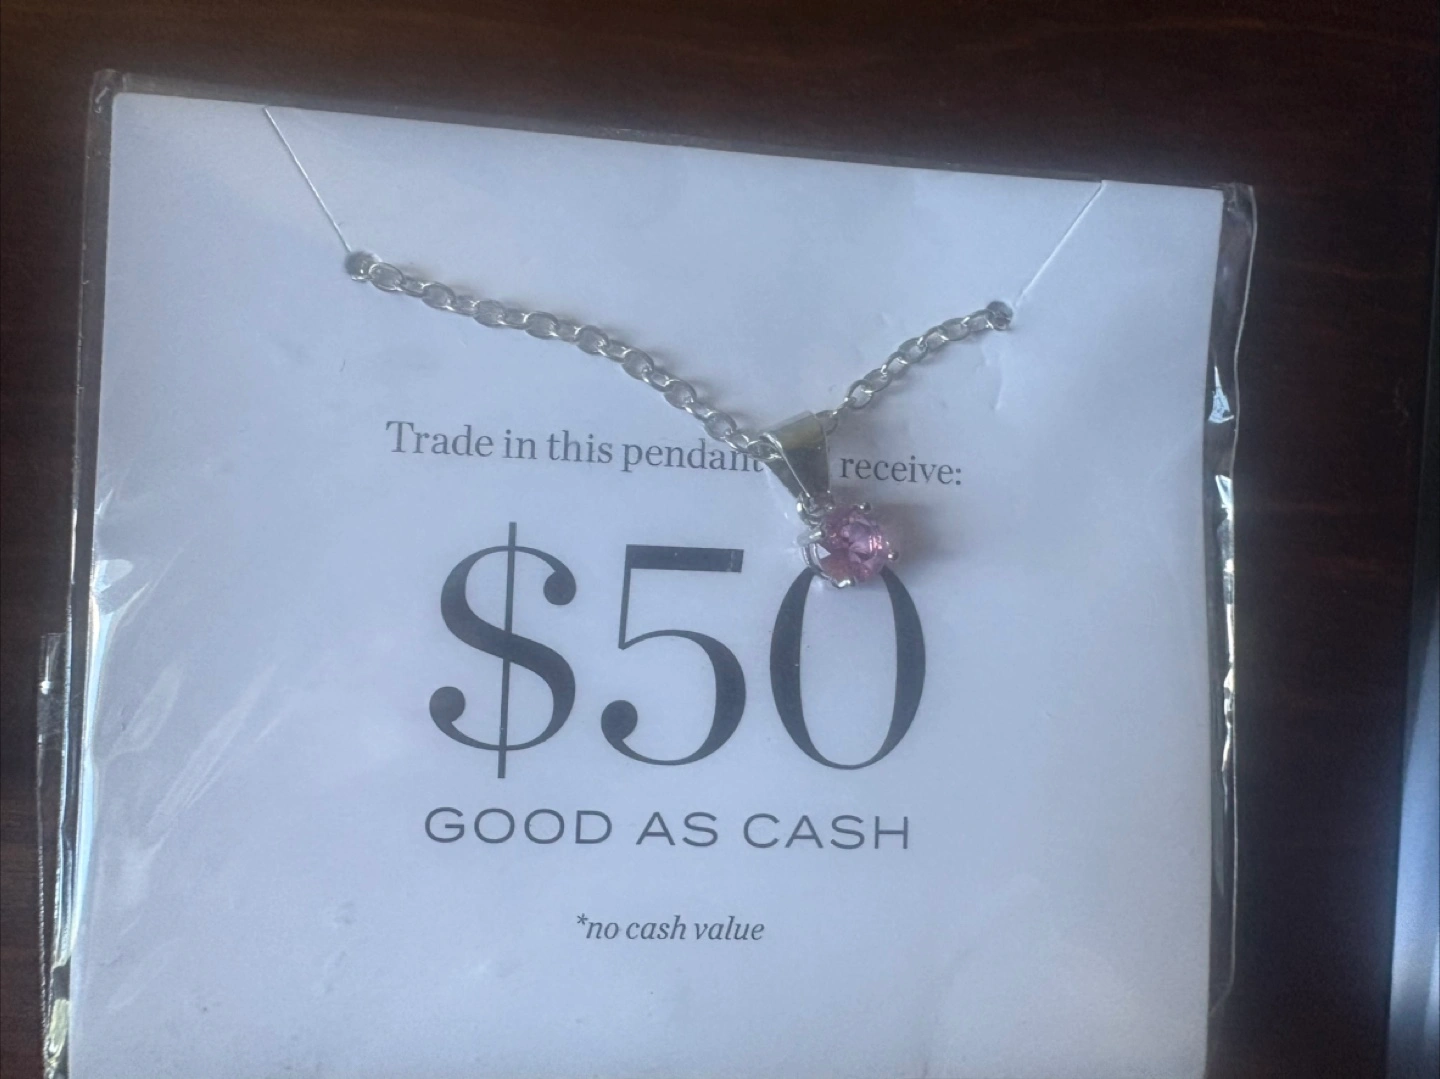 Trade in this pendant receive:
$50
GOOD AS CASH
*no cash value